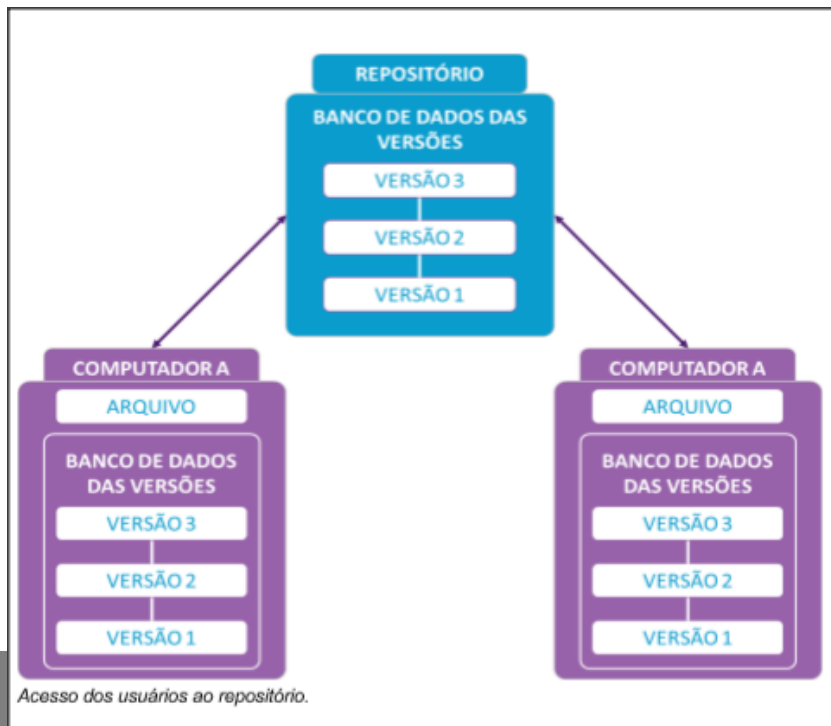 REPOSITÓRIO
BANCO DE DADOS DAS
VERSÕES
VERSÃO 3
VERSÃO 2
VERSÃO 1
COMPUTADOR A
ARQUIVO
BANCO DE DADOS
DAS VERSÕES
VERSÃO 3
VERSÃO 2
VERSÃO 1
COMPUTADOR A
ARQUIVO
BANCO DE DADOS
DAS VERSÕES
VERSÃO 3
VERSÃO 2
VERSÃO 1
Acesso dos usuários ao repositório.